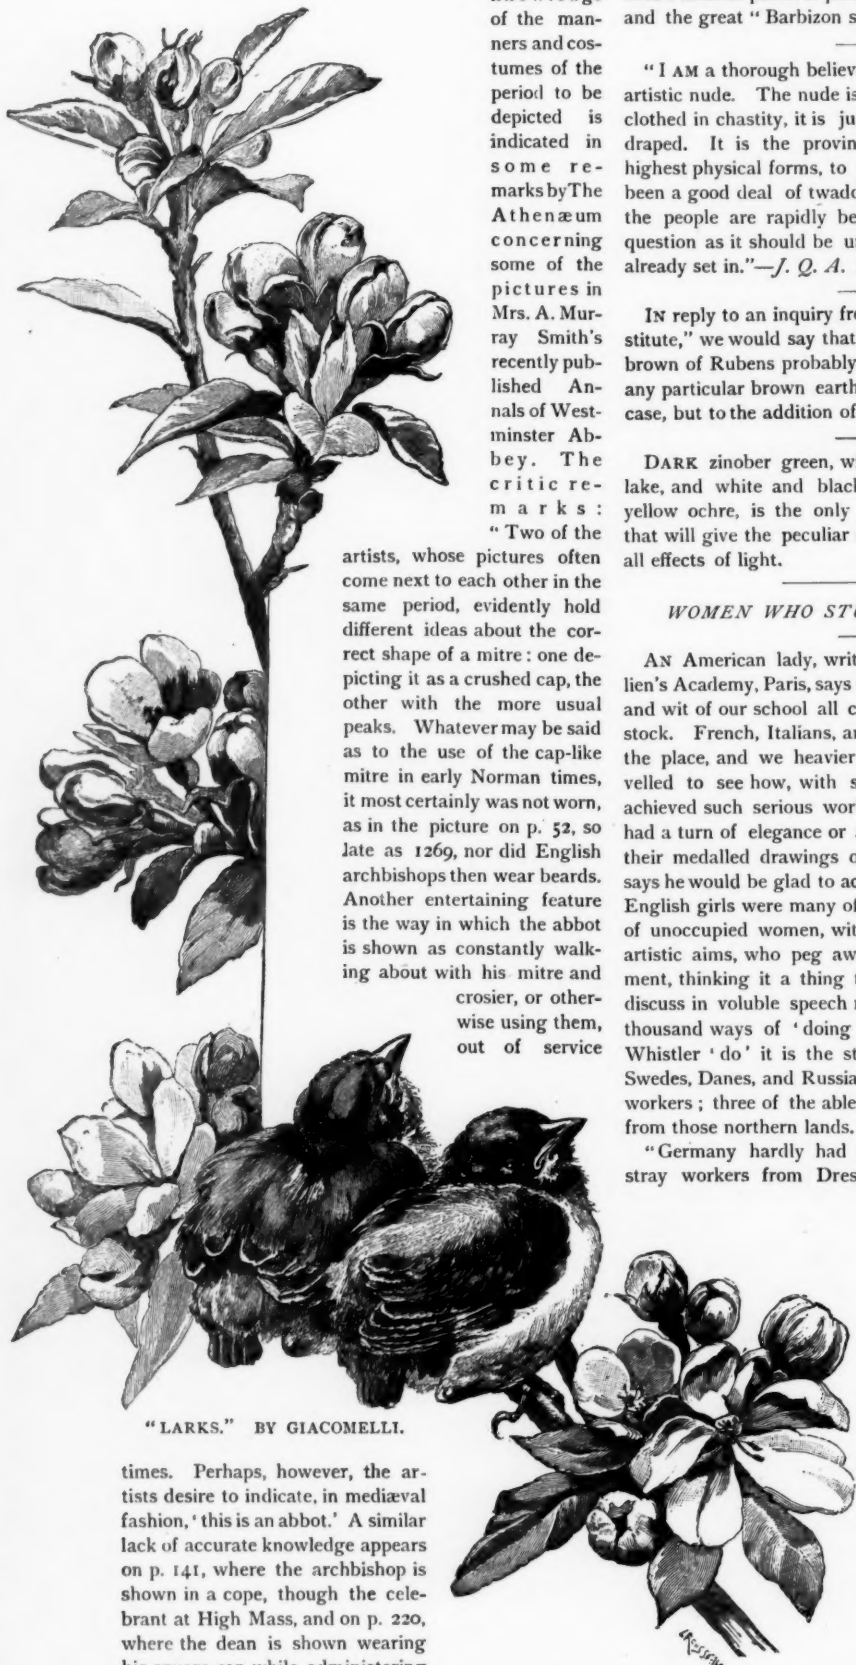 of the man-
ners and cos-
tumes of the
period to be
depicted is
indicated in
some re-
marks by The
Athenæum
concerning
some of the
pictures in
Mrs. A. Mur-
ray Smith's
recently pub-
lished An-
nals of West-
minster Ab-
bey. The
critic re-
marks:
"Two of the
artists, whose pictures often
come next to each other in the
same period, evidently hold
different ideas about the cor-
rect shape of a mitre: one de-
picting it as a crushed cap, the
other with the more usual
peaks. Whatever may be said
as to the use of the cap-like
mitre in early Norman times,
it most certainly was not worn,
as in the picture on p. 52, so
late as 1269, nor did English
archbishops then wear beards.
Another entertaining feature
is the way in which the abbot
is shown as constantly walk-
ing about with his mitre and
crosier, or other-
wise using them,
out of service
"LARKS." BY GIACOMELLI.
times. Perhaps, however, the ar-
tists desire to indicate, in mediæval
fashion, 'this is an abbot.' A similar
lack of accurate knowledge appears
on p. 141, where the archbishop is
shown in a cope, though the cele-
brant at High Mass, and on p. 220,
where the dean is shown wearing
and the great "Barbizon s
"I AM a thorough believ
artistic nude. The nude is
clothed in chastity, it is ju
draped. It is the provin
highest physical forms, to
been a good deal of twadd
the people are rapidly be
question as it should be u
already set in."—J. Q. A.
IN reply to an inquiry fr
stitute," we would say that
brown of Rubens probably
any particular brown earth
case, but to the addition of
DARK zinober green, w
lake, and white and black
yellow ochre, is the only
that will give the peculiar
all effects of light.
WOMEN WHO STU
AN American lady, writ
lien's Academy, Paris, says
and wit of our school all c
stock. French, Italians, an
the place, and we heavier
velled to see how, with s
achieved such serious wor
had a turn of elegance or
their medalled drawings o
says he would be glad to ac
English girls were many of
of unoccupied women, wit
artistic aims, who peg aw
ment, thinking it a thing
discuss in voluble speech
thousand ways of 'doing
Whistler 'do' it is the st
Swedes, Danes, and Russia
workers; three of the able
from those northern lands.
"Germany hardly had
stray workers from Dres